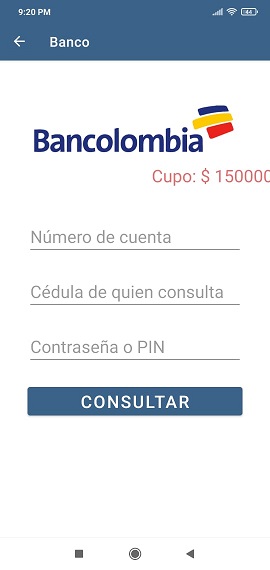 9:20 PM 44
Banco
Bancolombia
Cupo: $ 150000
Número de cuenta
Cédula de quien consulta
Contraseña o PIN
CONSULTAR